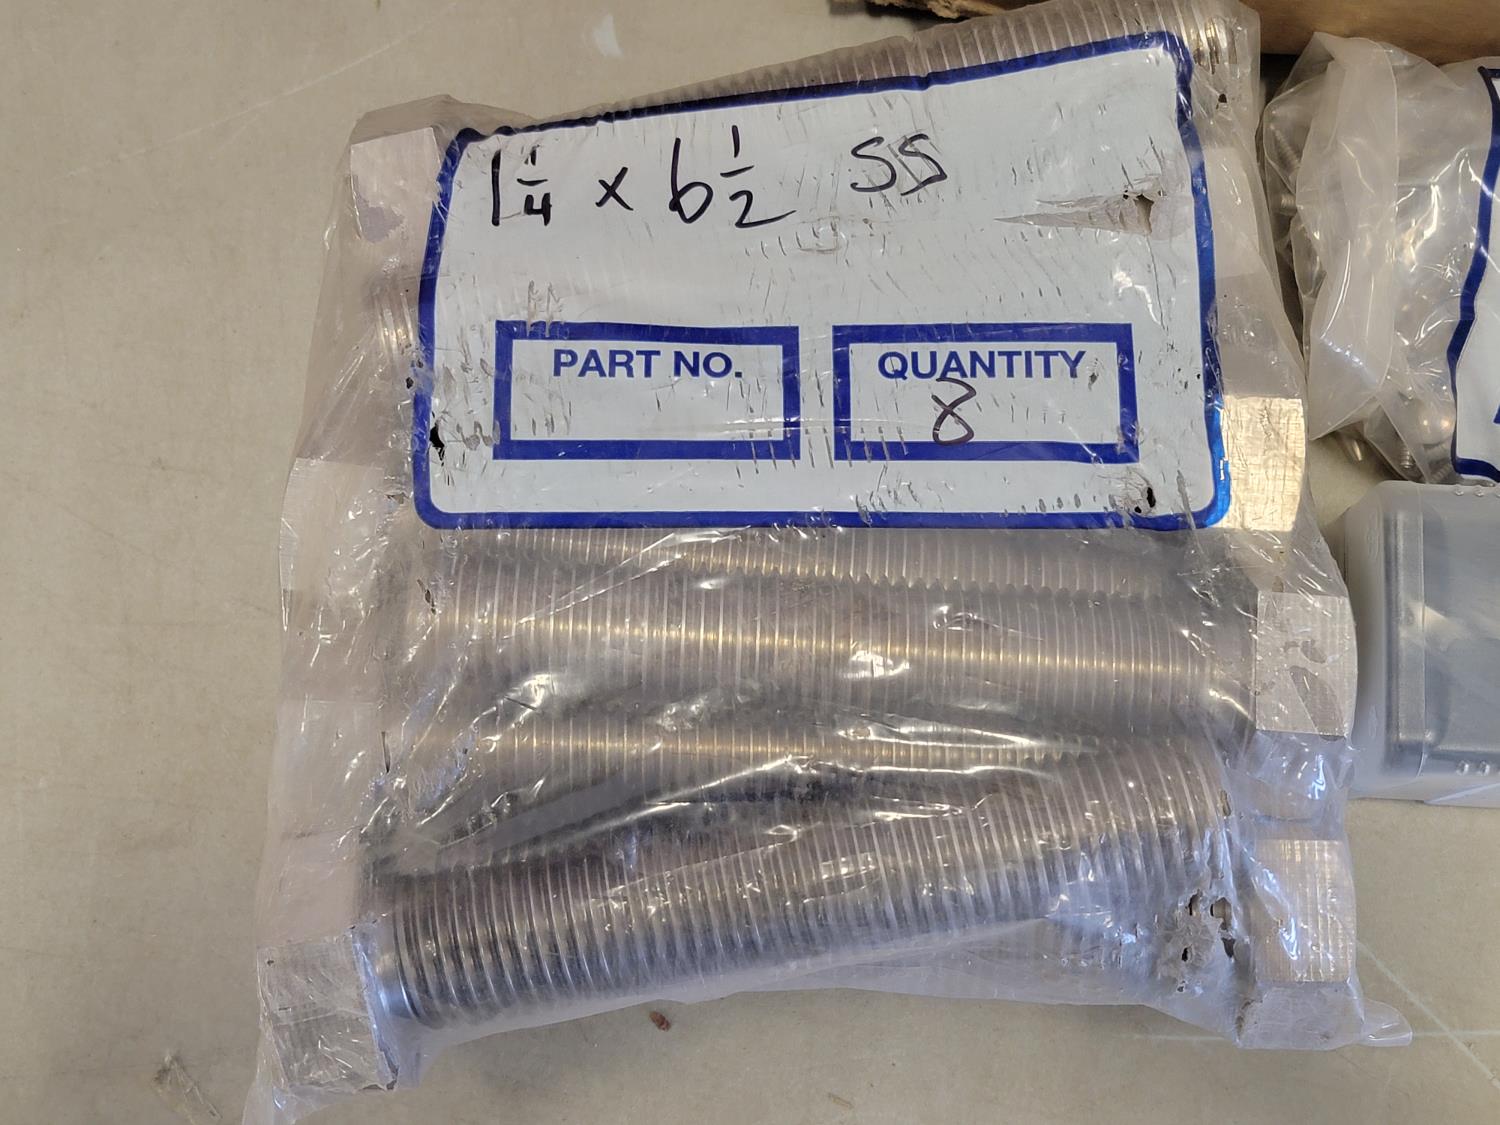 1 1/4 x 6 1/2 SS
PART NO. QUANTITY
8